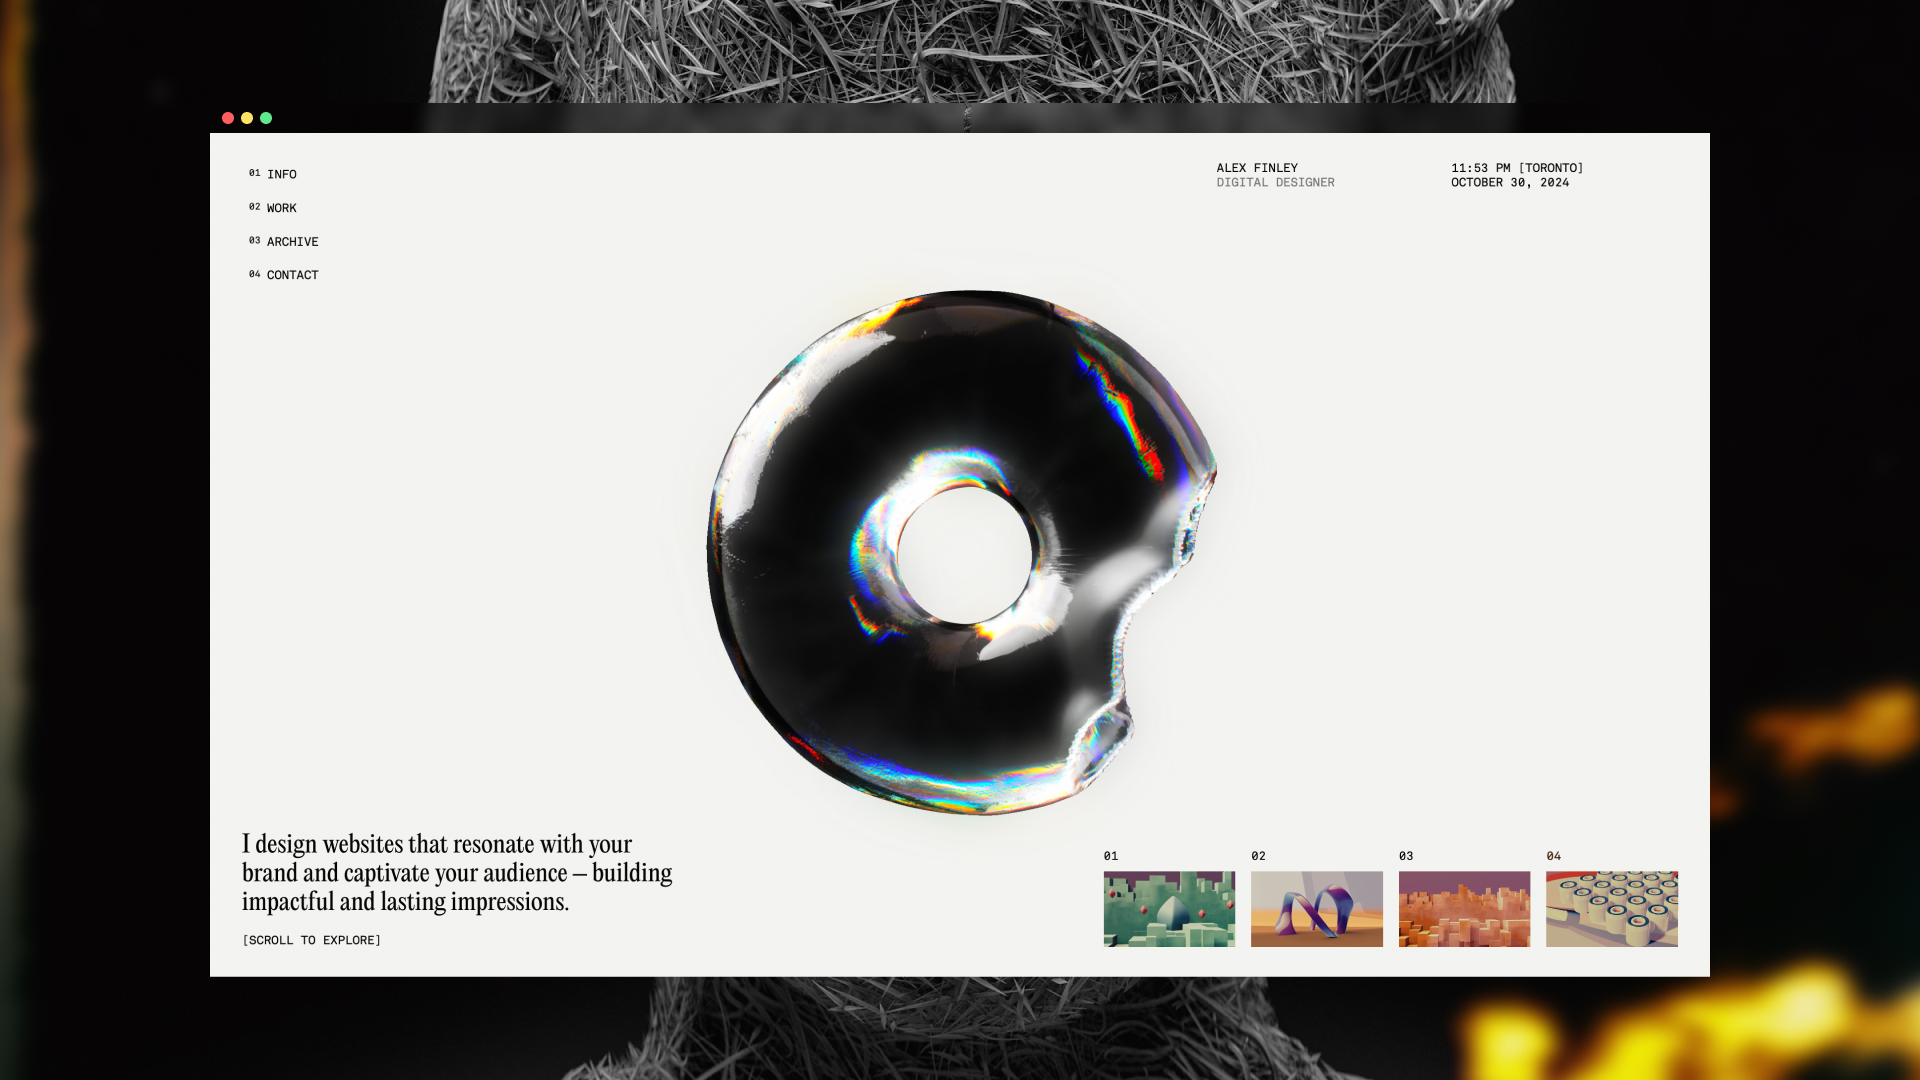 01 INFO
02 WORK
03 ARCHIVE
04 CONTACT
ALEX FINLEY
DIGITAL DESIGNER
11:53 PM [TORONTO]
OCTOBER 30, 2024
I design websites that resonate with your
brand and captivate your audience — building
impactful and lasting impressions.
[SCROLL TO EXPLORE]
01
02
03
04